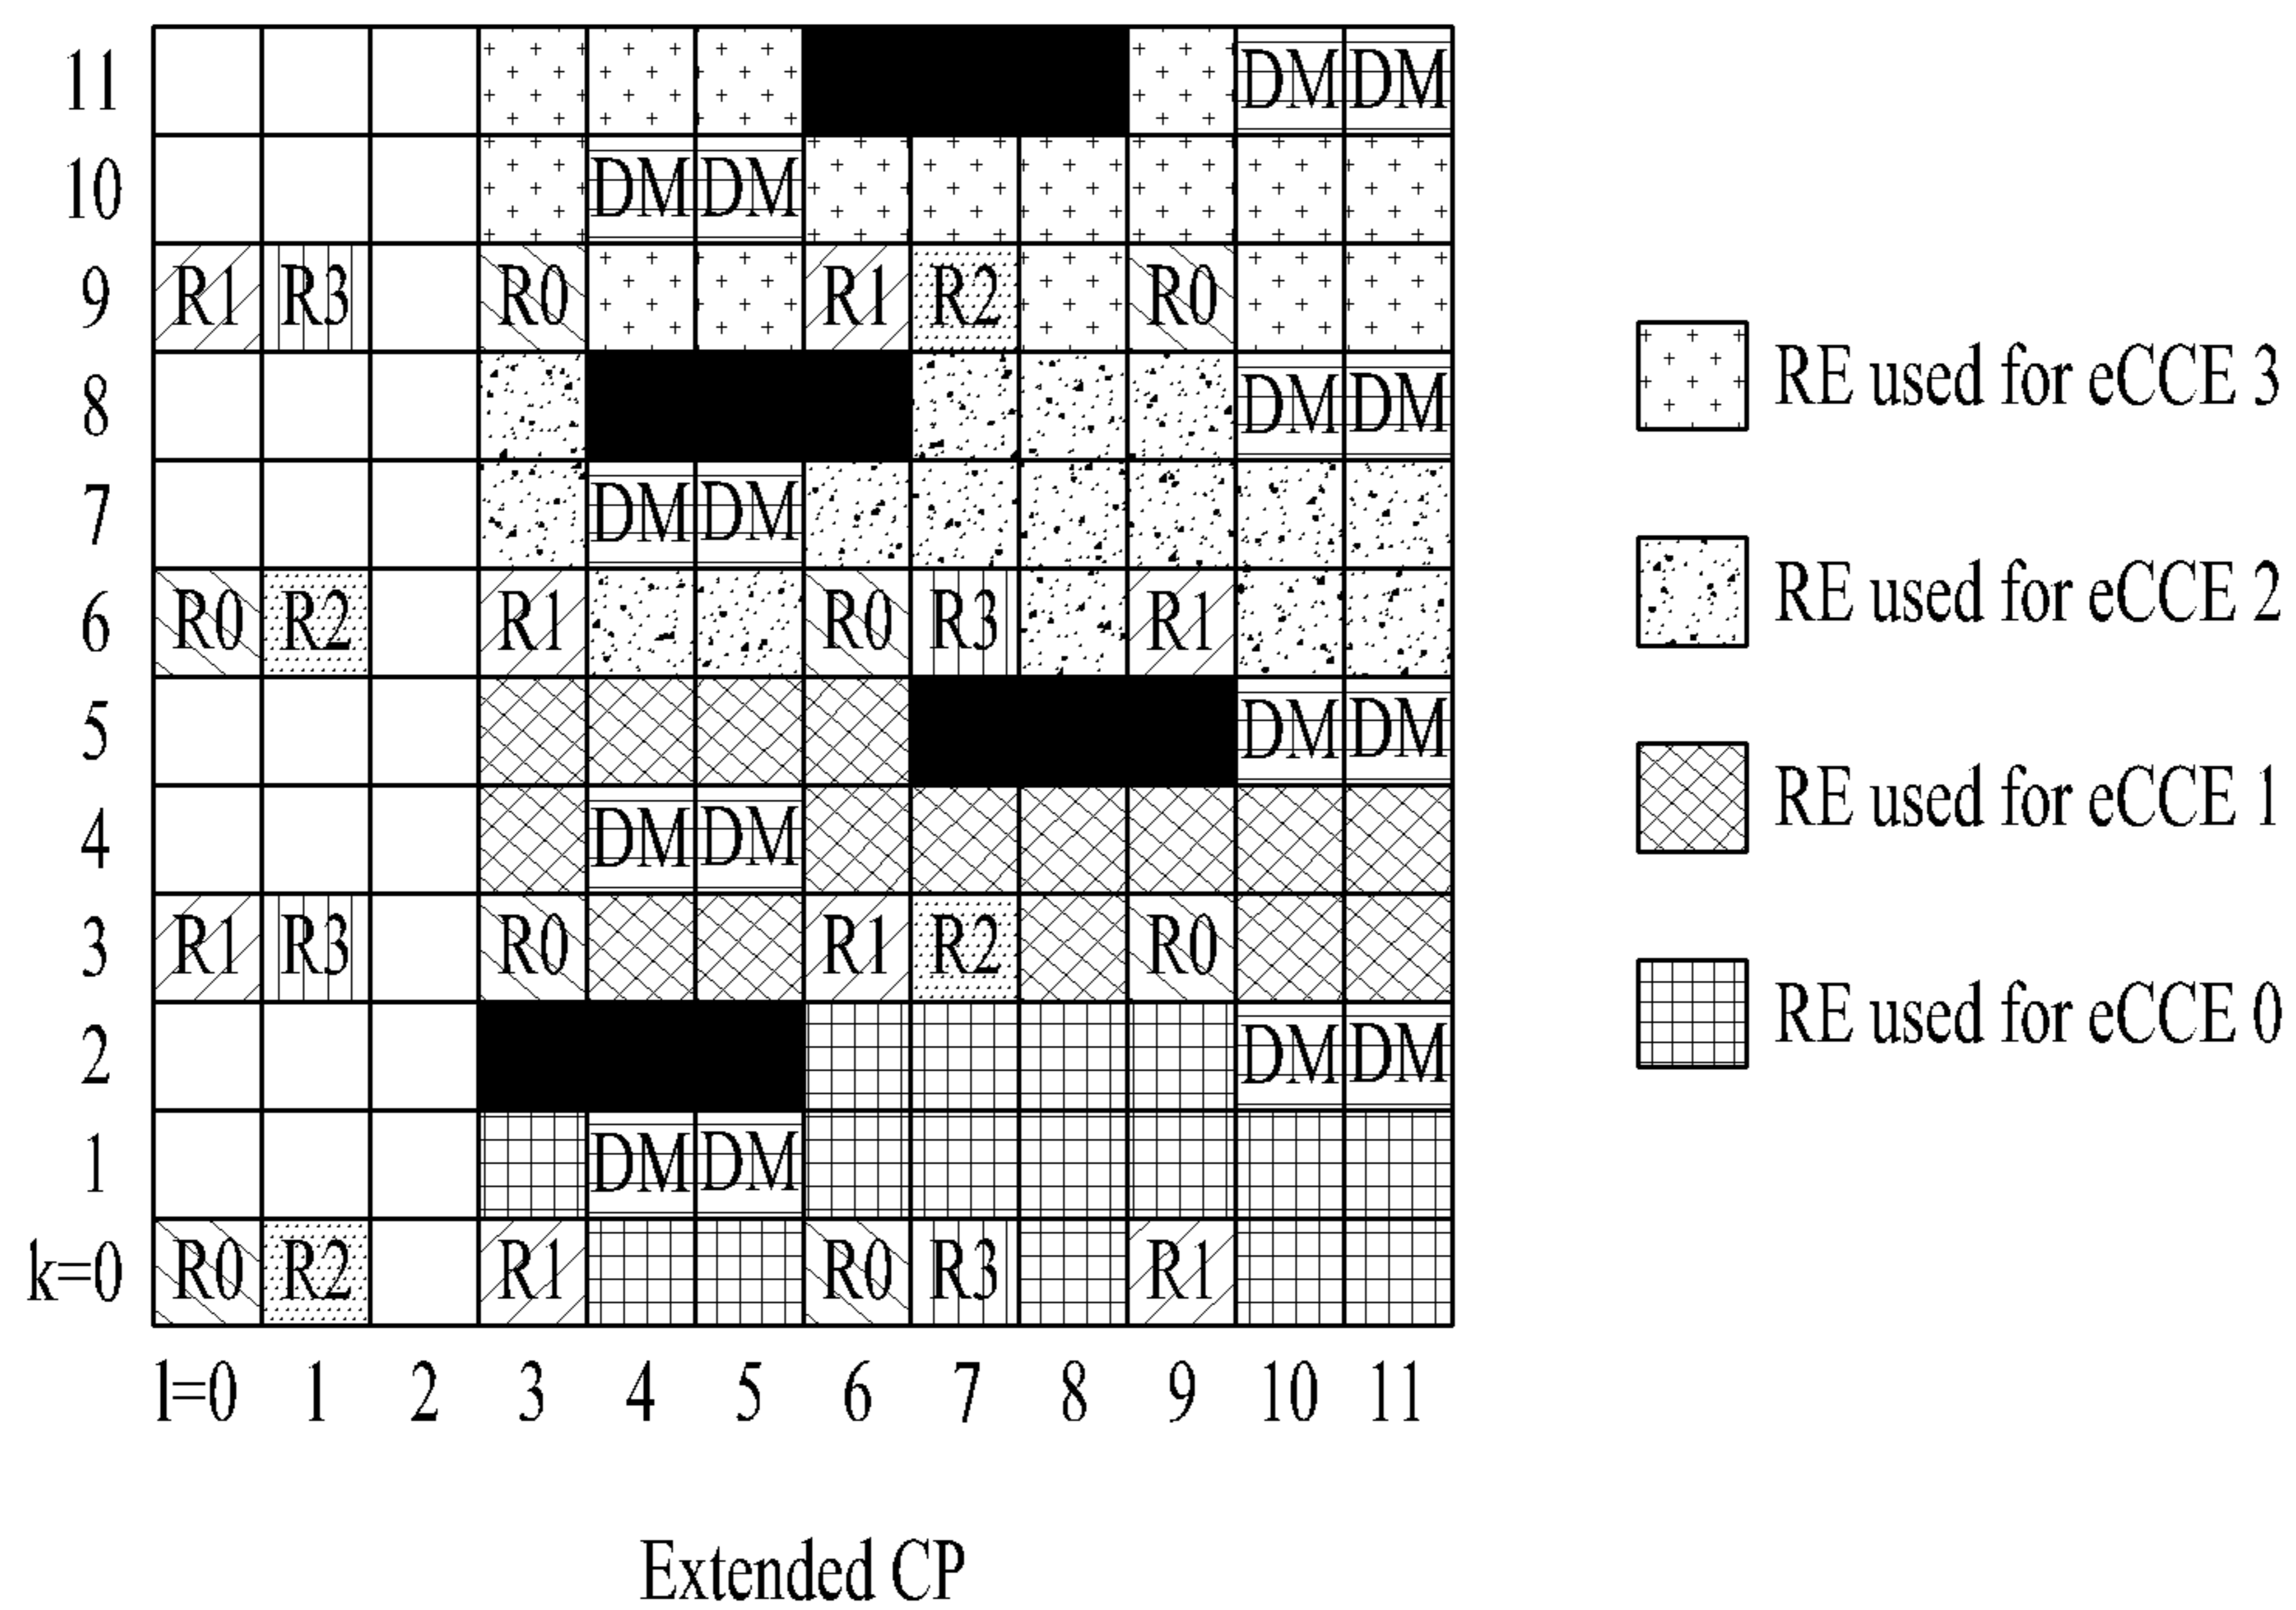 11 DM DM
10 DM DM
9 R1 R3 R0 R1 R2 R0
8 DM DM
7 DM DM
6 R0 R2 R1 R0 R3 R1
5 DM DM
4 DM DM
3 R1 R3 R0 R1 R2 R0
2 DM DM
1 DM DM
k=0 R0 R2 R1 R0 R3 R1
l=0 1 2 3 4 5 6 7 8 9 10 11
Extended CP
RE used for eCCE 3
RE used for eCCE 2
RE used for eCCE 1
RE used for eCCE 0